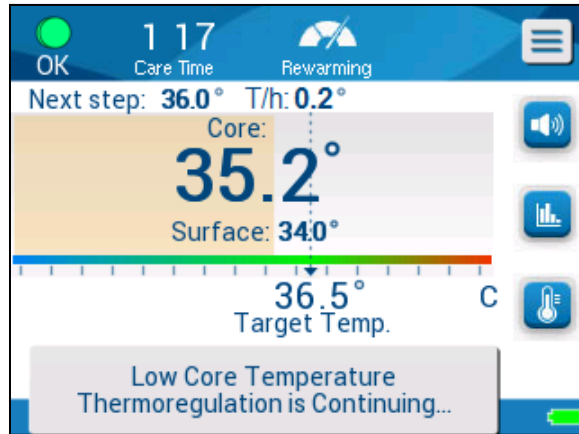 OK
1 17
Care Time
Rewarming
Next step: 36.0° T/h: 0.2°
Core:
35.2°
Surface: 34.0°
36.5° C
Target Temp.
Low Core Temperature
Thermoregulation is Continuing...